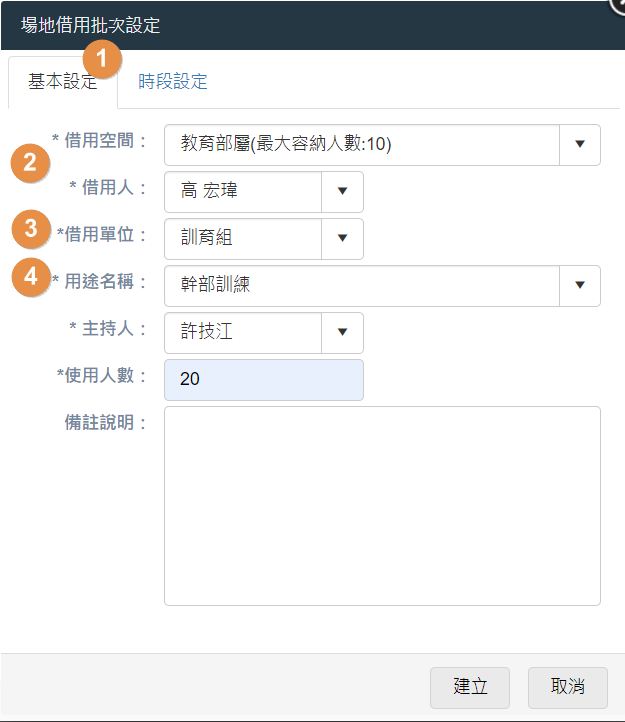 場地借用批次設定
1
基本設定 時段設定
* 借用空間： 教育部屬(最大容納人數:10)
2
* 借用人： 高 宏瑋
3 *借用單位： 訓育組
4 * 用途名稱： 幹部訓練
* 主持人： 許技江
*使用人數： 20
備註說明：
建立 取消